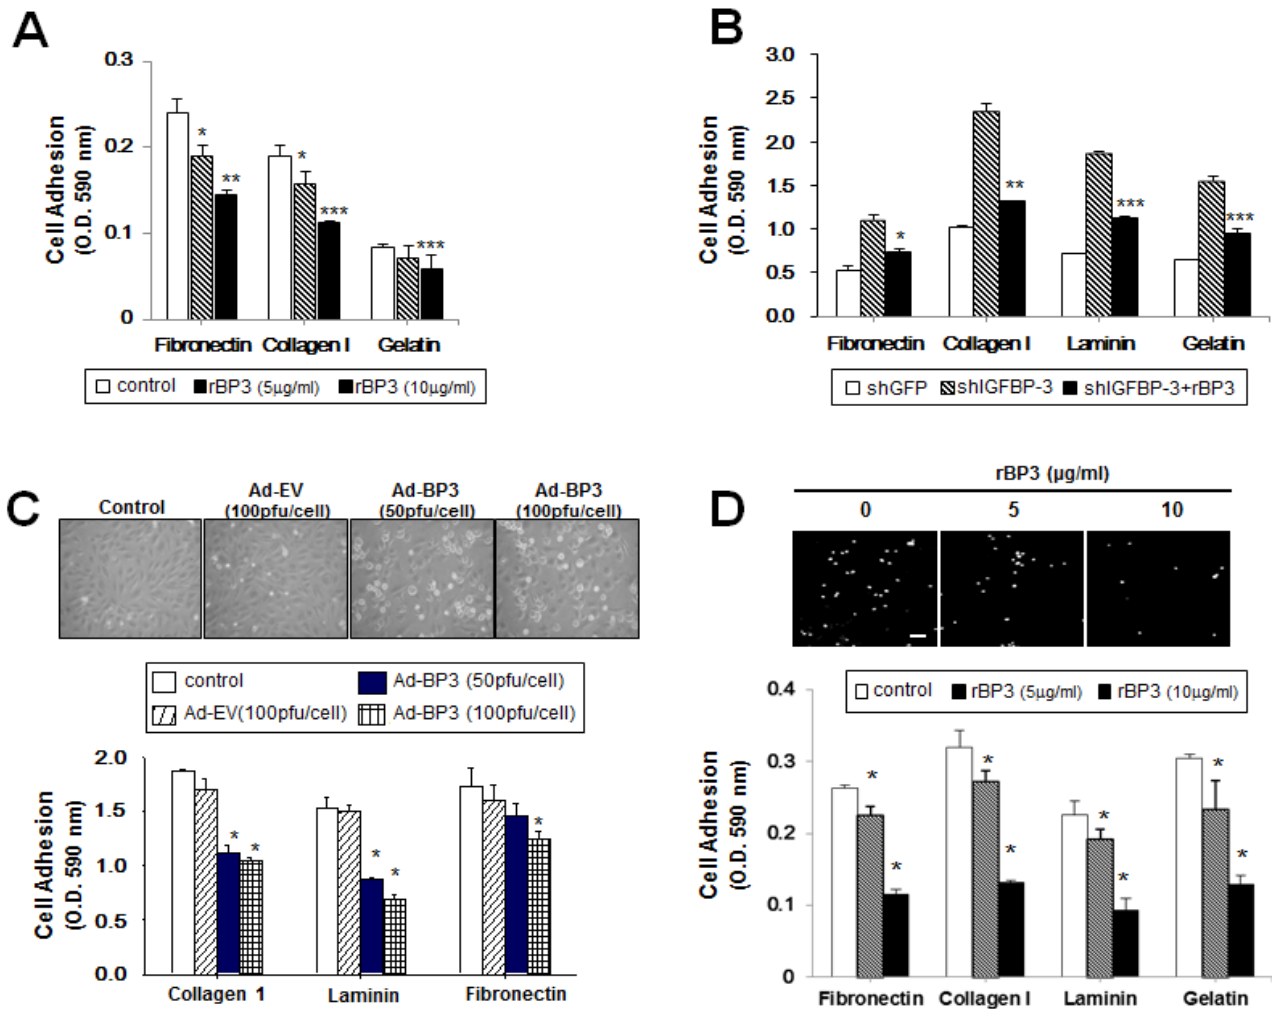 A
0.3
0.2
0.1
0
Cell Adhesion
(O.D. 590 nm)
* ** * *** ***
Fibronectin Collagen I Gelatin
control rBP3 (5µg/ml) rBP3 (10µg/ml)
B
3.0
2.5
2.0
1.5
1.0
0.5
0.0
Cell Adhesion
(O.D. 590 nm)
* ** *** ***
Fibronectin Collagen I Laminin Gelatin
shGFP shIGFBP-3 shIGFBP-3+rBP3
C
Control
Ad-EV
(100pfu/cell)
Ad-BP3
(50pfu/cell)
Ad-BP3
(100pfu/cell)
control Ad-BP3 (50pfu/cell)
Ad-EV(100pfu/cell) Ad-BP3 (100pfu/cell)
2.0
1.5
1.0
0.5
0.0
Cell Adhesion
(O.D. 590 nm)
* * * * *
Collagen 1 Laminin Fibronectin
D
rBP3 (µg/ml)
0 5 10
control rBP3 (5µg/ml) rBP3 (10µg/ml)
0.4
0.3
0.2
0.1
0
Cell Adhesion
(O.D. 590 nm)
* * * * * * * *
Fibronectin Collagen I Laminin Gelatin